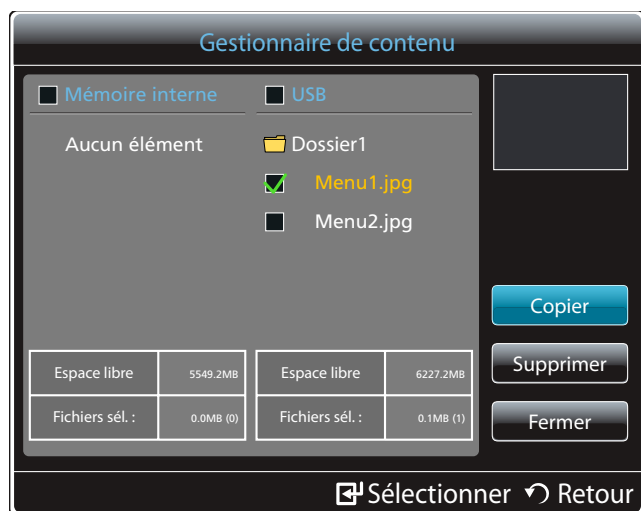 Gestionnaire de contenu
Mémoire interne
Aucun élément
USB
Dossier1
Menu1.jpg
Menu2.jpg
Espace libre 5549.2MB
Fichiers sél. : 0.0MB (0)
Espace libre 6227.2MB
Fichiers sél. : 0.1MB (1)
Copier
Supprimer
Fermer
Sélectionner Retour